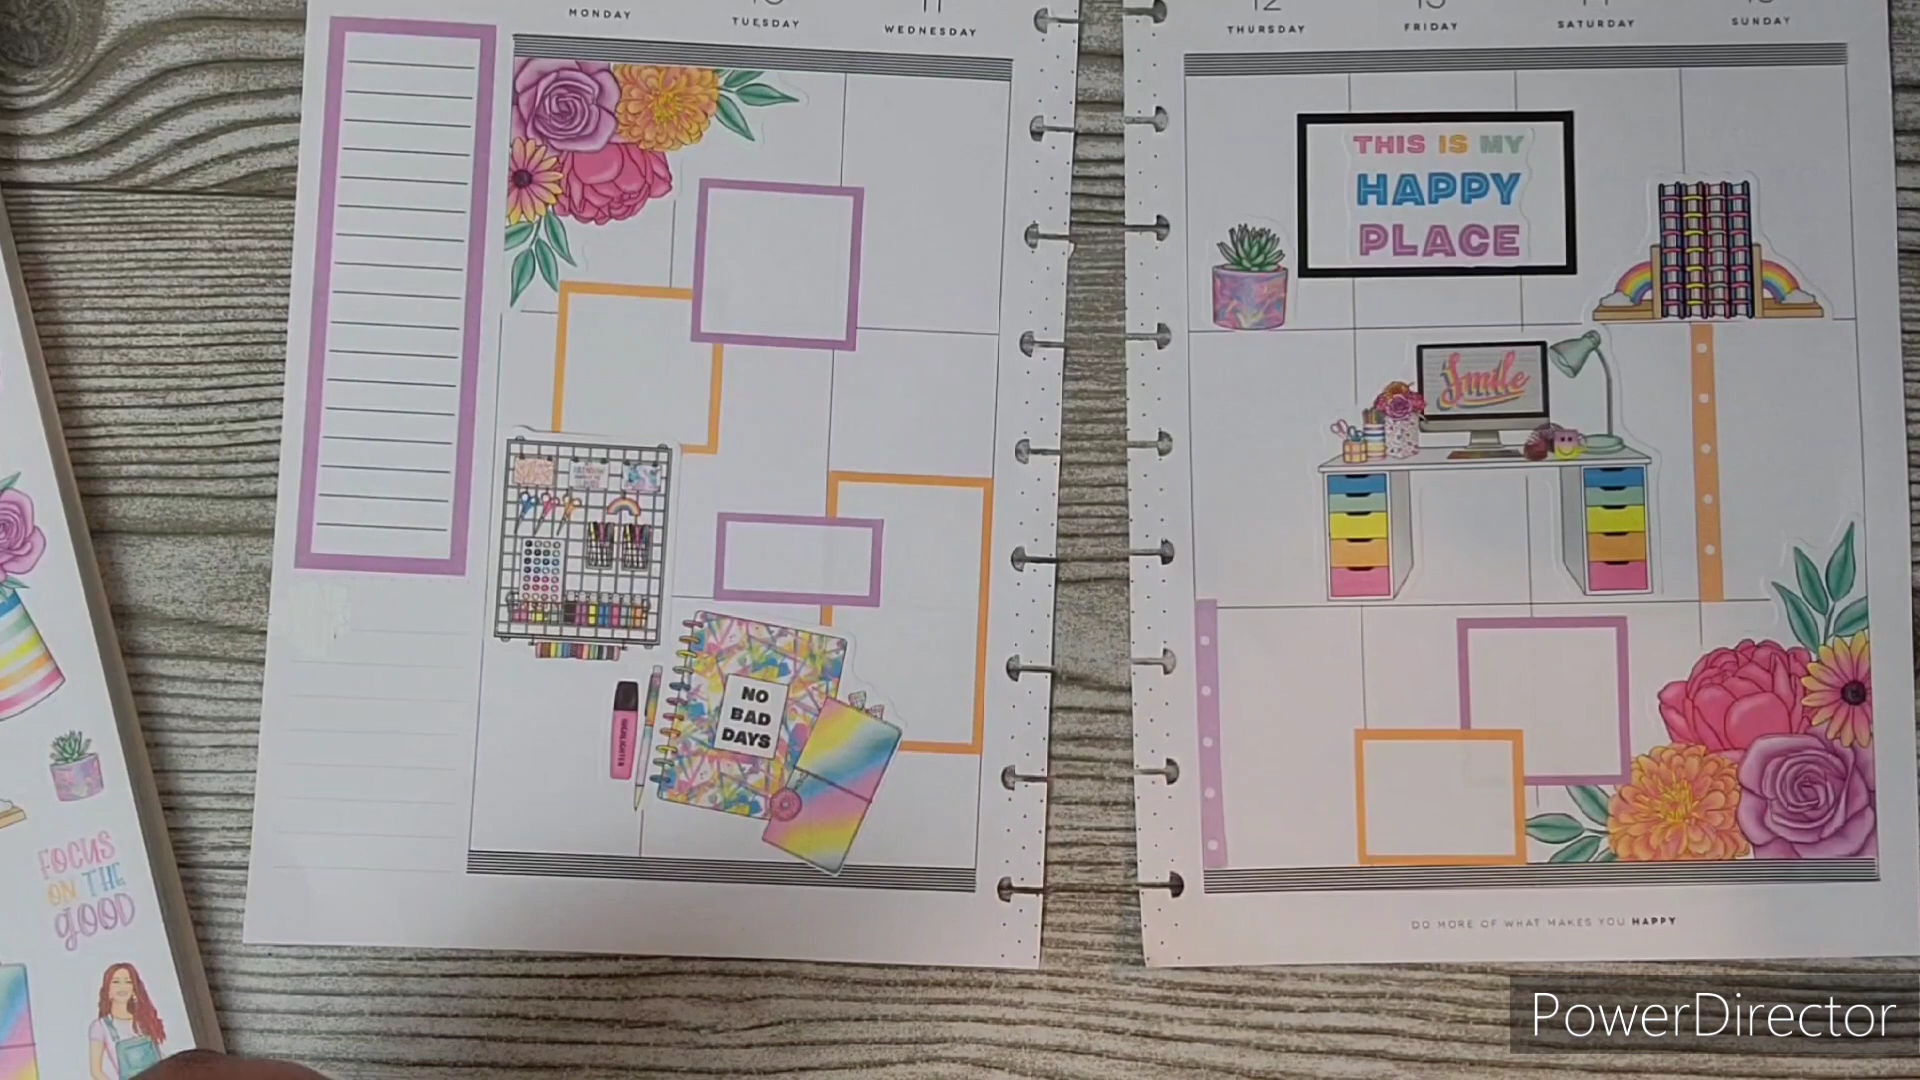 MONDAY
TUESDAY
WEDNESDAY
THURSDAY
FRIDAY
SATURDAY
SUNDAY
THIS IS MY
HAPPY
PLACE
Smile
NO
BAD
DAYS
HIGHLIGHTER
FOCUS
ON THE
gOOD
DO MORE OF WHAT MAKES YOU HAPPY
PowerDirector